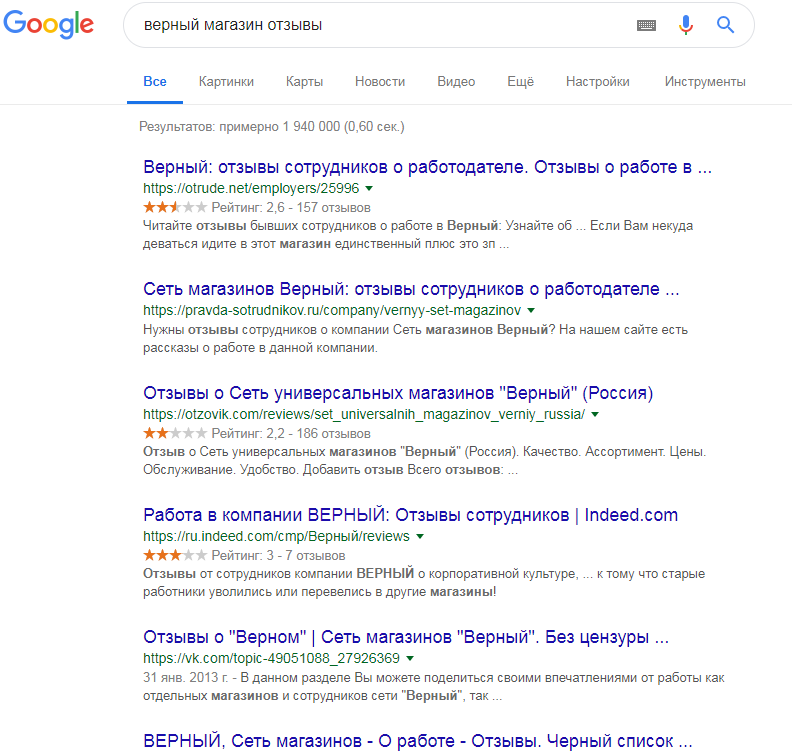 Google
верный магазин отзывы
Все Картинки Карты Новости Видео Ещё Настройки Инструменты
Результатов: примерно 1 940 000 (0,60 сек.)
Верный: отзывы сотрудников о работодателе. Отзывы о работе в ...
https://otrude.net/employers/25996
Рейтинг: 2,6 - 157 отзывов
Читайте отзывы бывших сотрудников о работе в Верный: Узнайте об ... Если Вам некуда
деваться идите в этот магазин единственный плюс это зп ...
Сеть магазинов Верный: отзывы сотрудников о работодателе ...
https://pravda-sotrudnikov.ru/company/vernyy-set-magazinov
Нужны отзывы сотрудников о компании Сеть магазинов Верный? На нашем сайте есть
рассказы о работе в данной компании.
Отзывы о Сеть универсальных магазинов "Верный" (Россия)
https://otzovik.com/reviews/set_universalnih_magazinov_verniy_russia/
Рейтинг: 2,2 - 186 отзывов
Отзыв о Сеть универсальных магазинов "Верный" (Россия). Качество. Ассортимент. Цены.
Обслуживание. Удобство. Добавить отзыв Всего отзывов: ...
Работа в компании ВЕРНЫЙ: Отзывы сотрудников | Indeed.com
https://ru.indeed.com/cmp/Верный/reviews
Рейтинг: 3 - 7 отзывов
Отзывы от сотрудников компании ВЕРНЫЙ о корпоративной культуре, ... к тому что старые
работники уволились или перевелись в другие магазины!
Отзывы о "Верном" | Сеть магазинов "Верный". Без цензуры ...
https://vk.com/topic-49051088_27926369
31 янв. 2013 г. - В данном разделе Вы можете поделиться своими впечатлениями от работы как
отдельных магазинов и сотрудников сети "Верный", так ...
ВЕРНЫЙ, Сеть магазинов - О работе - Отзывы. Черный список ...